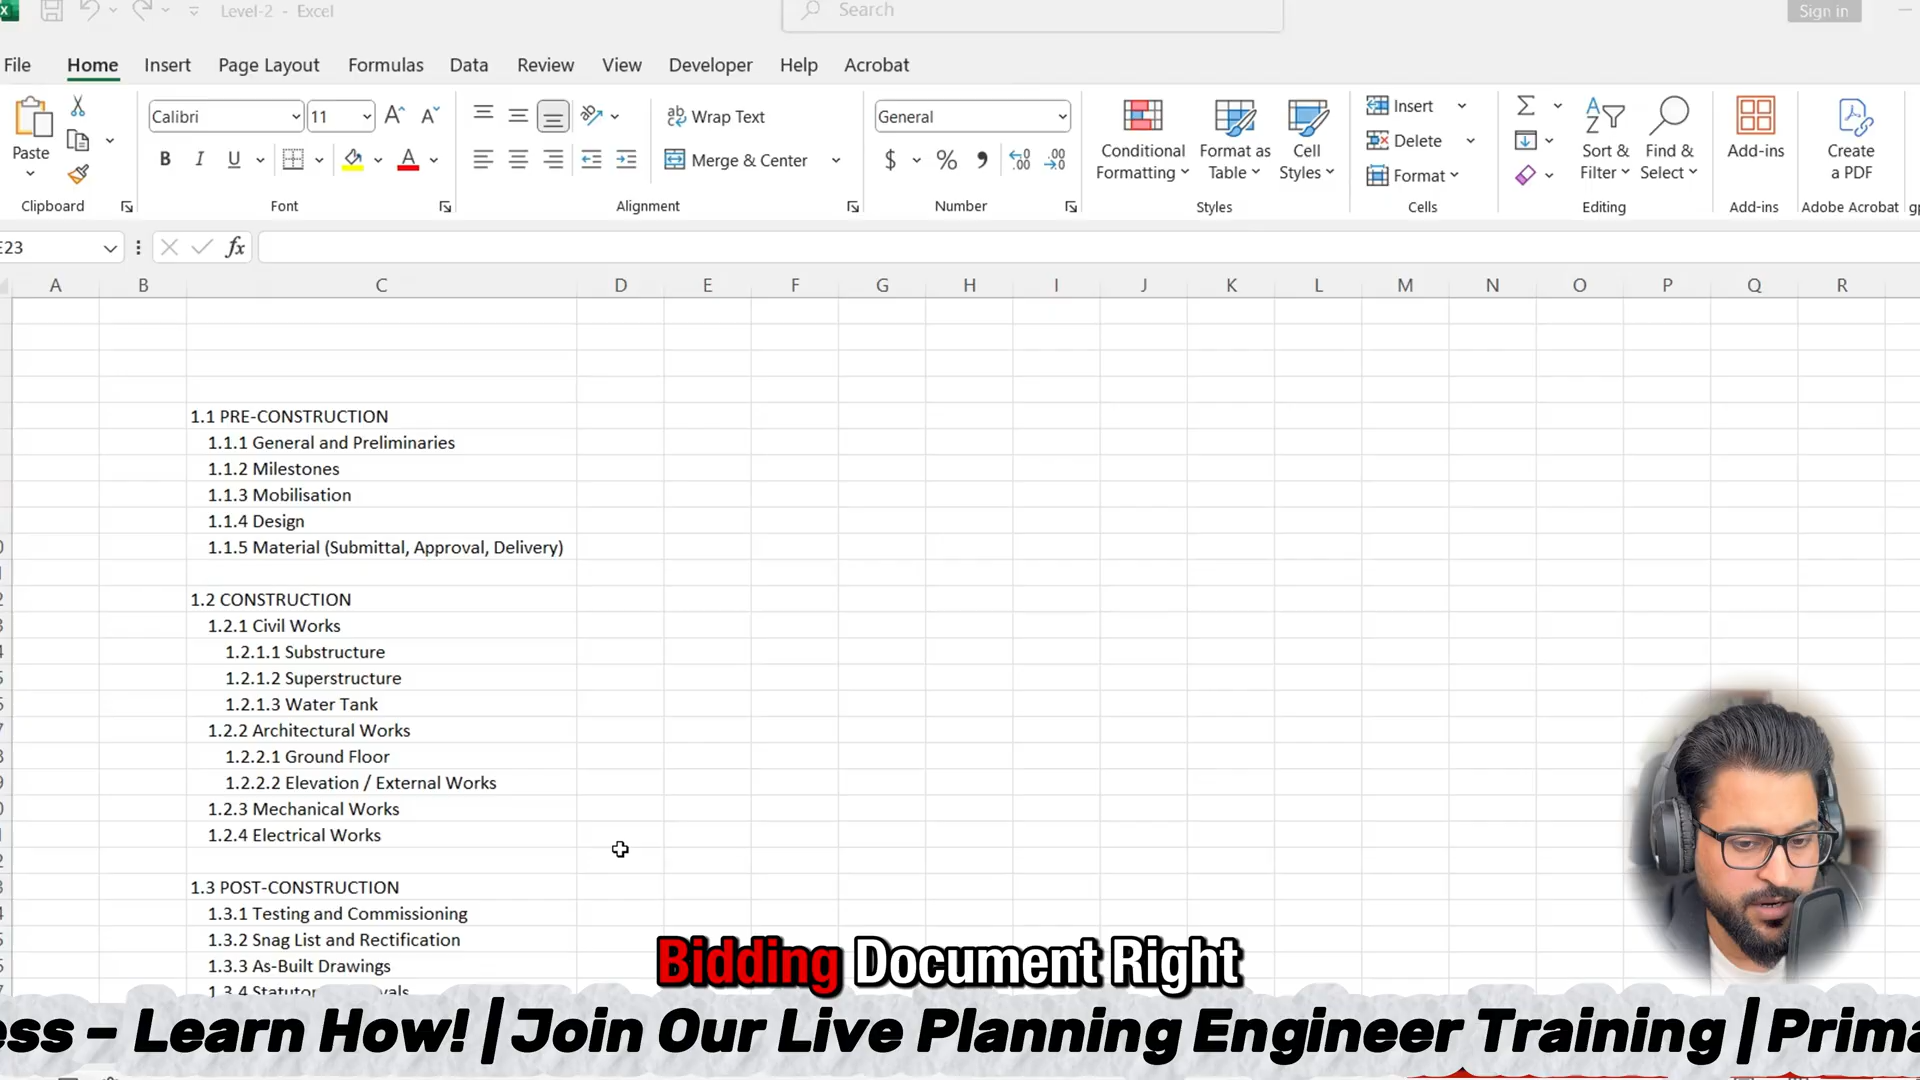 Level-2 - Excel
Search
Sign in
File Home Insert Page Layout Formulas Data Review View Developer Help Acrobat
Calibri 11
Wrap Text
General
Insert
Paste
B I U
Merge & Center
$ %
Conditional Formatting
Format as Table
Cell Styles
Delete
Format
Sort & Filter
Find & Select
Add-ins
Create a PDF
Clipboard Font Alignment Number Styles Cells Editing Add-ins Adobe Acrobat
E23
fx
A B C D E F G H I J K L M N O P Q R
1.1 PRE-CONSTRUCTION
1.1.1 General and Preliminaries
1.1.2 Milestones
1.1.3 Mobilisation
1.1.4 Design
1.1.5 Material (Submittal, Approval, Delivery)
1.2 CONSTRUCTION
1.2.1 Civil Works
1.2.1.1 Substructure
1.2.1.2 Superstructure
1.2.1.3 Water Tank
1.2.2 Architectural Works
1.2.2.1 Ground Floor
1.2.2.2 Elevation / External Works
1.2.3 Mechanical Works
1.2.4 Electrical Works
1.3 POST-CONSTRUCTION
1.3.1 Testing and Commissioning
1.3.2 Snag List and Rectification
1.3.3 As-Built Drawings
1.3.4
Bidding Document Right
ess – Learn How! | Join Our Live Planning Engineer Training | Prima